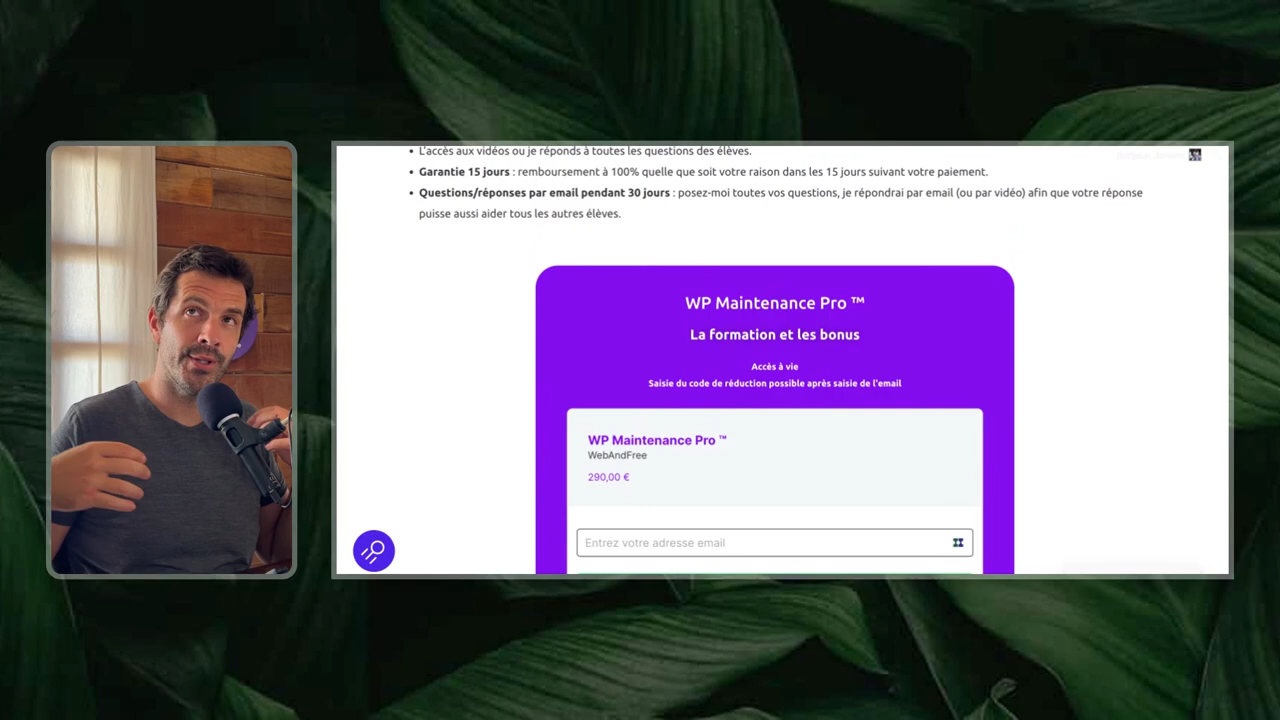 L'accès aux vidéos ou je réponds à toutes les questions des élèves.
Garantie 15 jours : remboursement à 100% quelle que soit votre raison dans les 15 jours suivant votre paiement.
Questions/réponses par email pendant 30 jours : posez-moi toutes vos questions, je répondrai par email (ou par vidéo) afin que votre réponse
puisse aussi aider tous les autres élèves.
WP Maintenance Pro ™
La formation et les bonus
Accès à vie
Saisie du code de réduction possible après saisie de l'email
WP Maintenance Pro ™
WebAndFree
290,00 €
Entrez votre adresse email